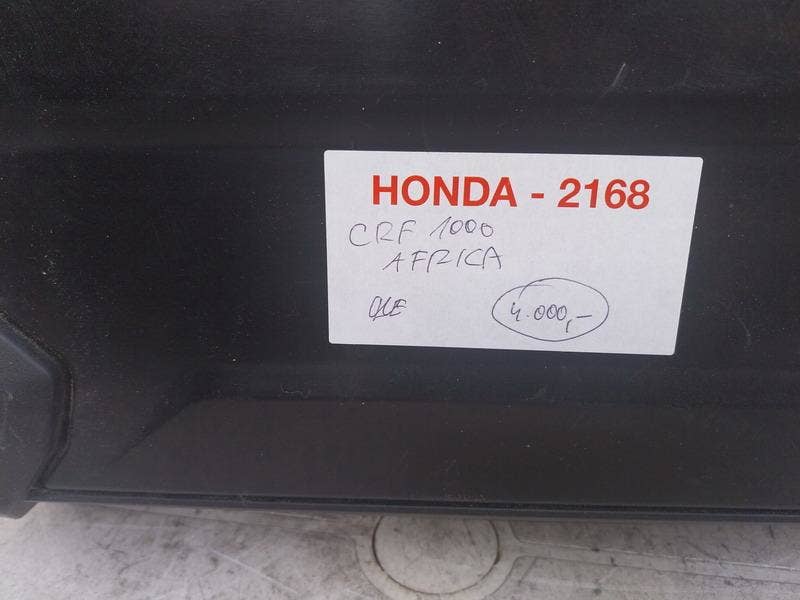 HONDA - 2168
CRF 1000
AFRICA
4.000,-